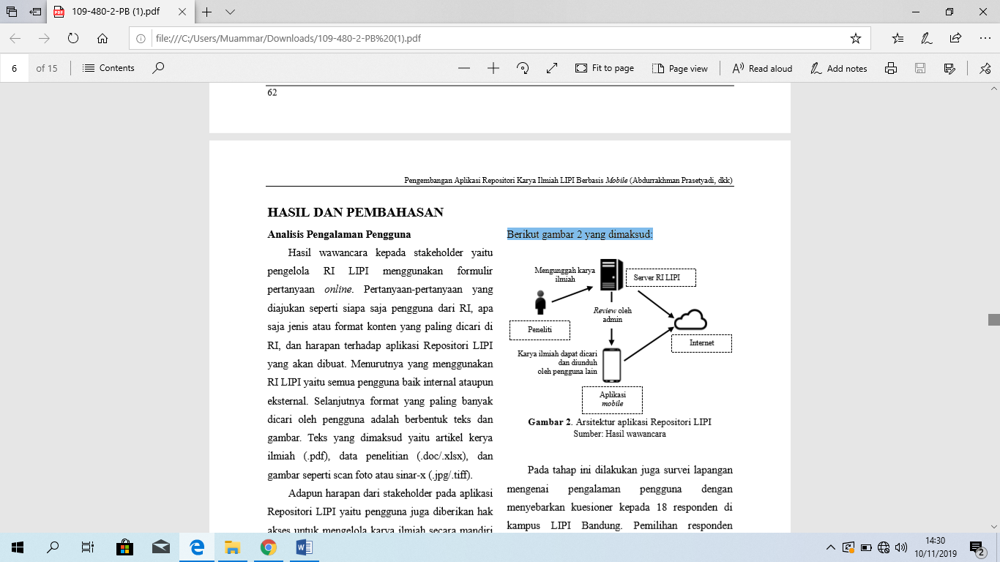 109-480-2-PB (1).pdf
file:///C:/Users/Muammar/Downloads/109-480-2-PB%20(1).pdf
6 of 15 Contents Fit to page Page view Read aloud Add notes
62
Pengembangan Aplikasi Repositori Karya Ilmiah LIPI Berbasis Mobile (Abdurrakhman Prasetyadi, dkk)
HASIL DAN PEMBAHASAN
Analisis Pengalaman Pengguna
Hasil wawancara kepada stakeholder yaitu
pengelola RI LIPI menggunakan formulir
pertanyaan online. Pertanyaan-pertanyaan yang
diajukan seperti siapa saja pengguna dari RI, apa
saja jenis atau format konten yang paling dicari di
RI, dan harapan terhadap aplikasi Repositori LIPI
yang akan dibuat. Menurutnya yang menggunakan
RI LIPI yaitu semua pengguna baik internal ataupun
eksternal. Selanjutnya format yang paling banyak
dicari oleh pengguna adalah berbentuk teks dan
gambar. Teks yang dimaksud yaitu artikel kerya
ilmiah (.pdf), data penelitian (.doc/.xlsx), dan
gambar seperti scan foto atau sinar-x (.jpg/.tiff).
Adapun harapan dari stakeholder pada aplikasi
Repositori LIPI yaitu pengguna juga diberikan hak
akses untuk mengelola karya ilmiah secara mandiri
Berikut gambar 2 yang dimaksud:
Mengunggah karya
ilmiah
Server RI LIPI
Review oleh
admin
Peneliti
Internet
Karya ilmiah dapat dicari
dan diunduh
oleh pengguna lain
Aplikasi
mobile
Gambar 2. Arsitektur aplikasi Repositori LIPI
Sumber: Hasil wawancara
Pada tahap ini dilakukan juga survei lapangan
mengenai pengalaman pengguna dengan
menyebarkan kuesioner kepada 18 responden di
kampus LIPI Bandung. Pemilihan responden
14:30
10/11/2019
2